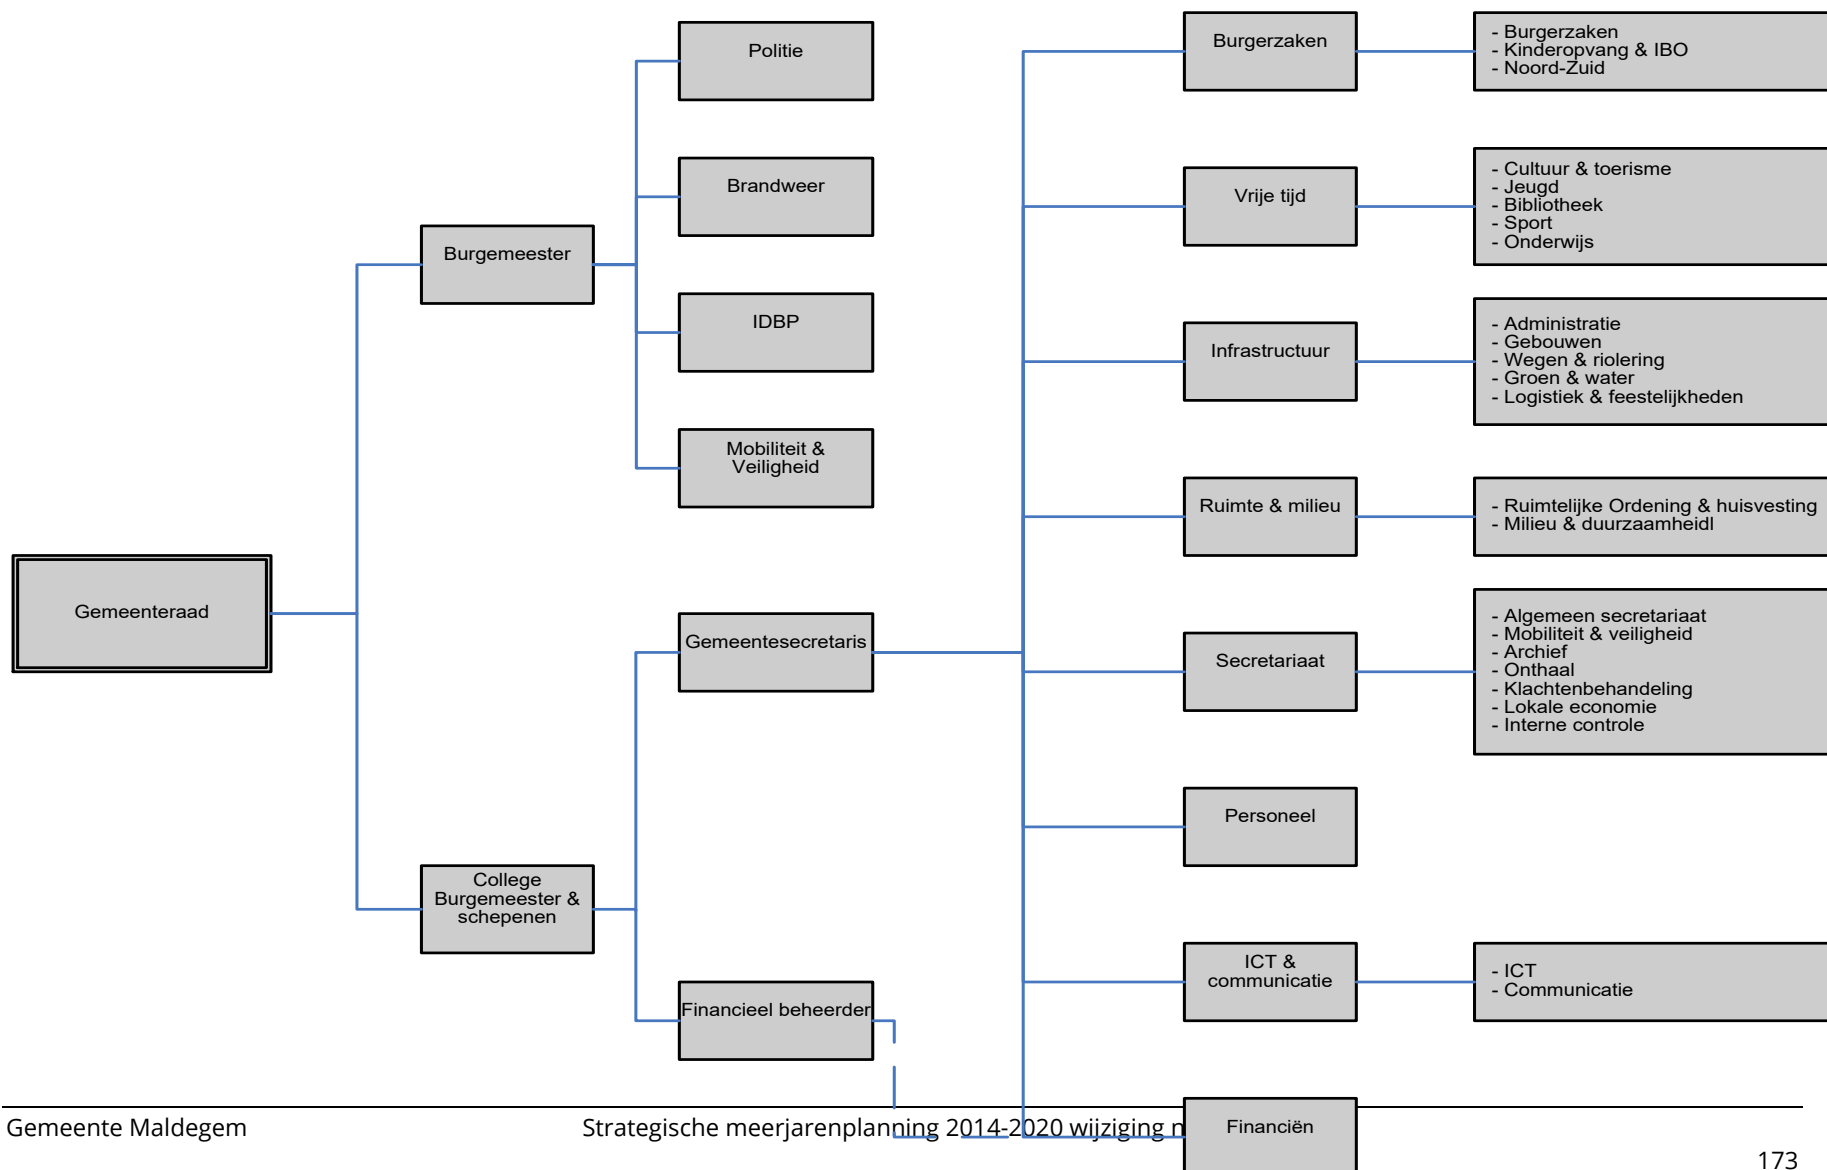 Politie
Brandweer
IDBP
Mobiliteit &
Veiligheid
Burgemeester
Gemeenteraad
Gemeentesecretaris
College
Burgemeester &
schepenen
Financieel beheerder
Burgerzaken
- Burgerzaken
- Kinderopvang & IBO
- Noord-Zuid
Vrije tijd
- Cultuur & toerisme
- Jeugd
- Bibliotheek
- Sport
- Onderwijs
Infrastructuur
- Administratie
- Gebouwen
- Wegen & riolering
- Groen & water
- Logistiek & feestelijkheden
Ruimte & milieu
- Ruimtelijke Ordening & huisvesting
- Milieu & duurzaamheidl
Secretariaat
- Algemeen secretariaat
- Mobiliteit & veiligheid
- Archief
- Onthaal
- Klachtenbehandeling
- Lokale economie
- Interne controle
Personeel
ICT &
communicatie
- ICT
- Communicatie
Financiën
Gemeente Maldegem
Strategische meerjarenplanning 2014-2020 wijziging
173